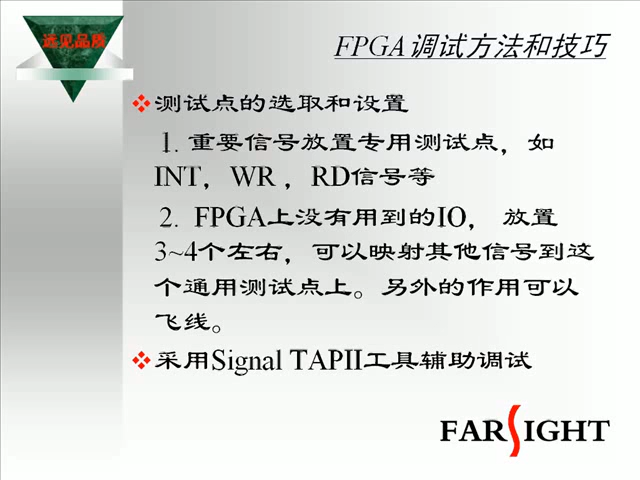 远见品质
FPGA调试方法和技巧
测试点的选取和设置
1. 重要信号放置专用测试点，如
INT，WR ，RD信号等
2. FPGA上没有用到的IO， 放置
3~4个左右，可以映射其他信号到这
个通用测试点上。另外的作用可以
飞线。
采用Signal TAPII工具辅助调试
FARSIGHT